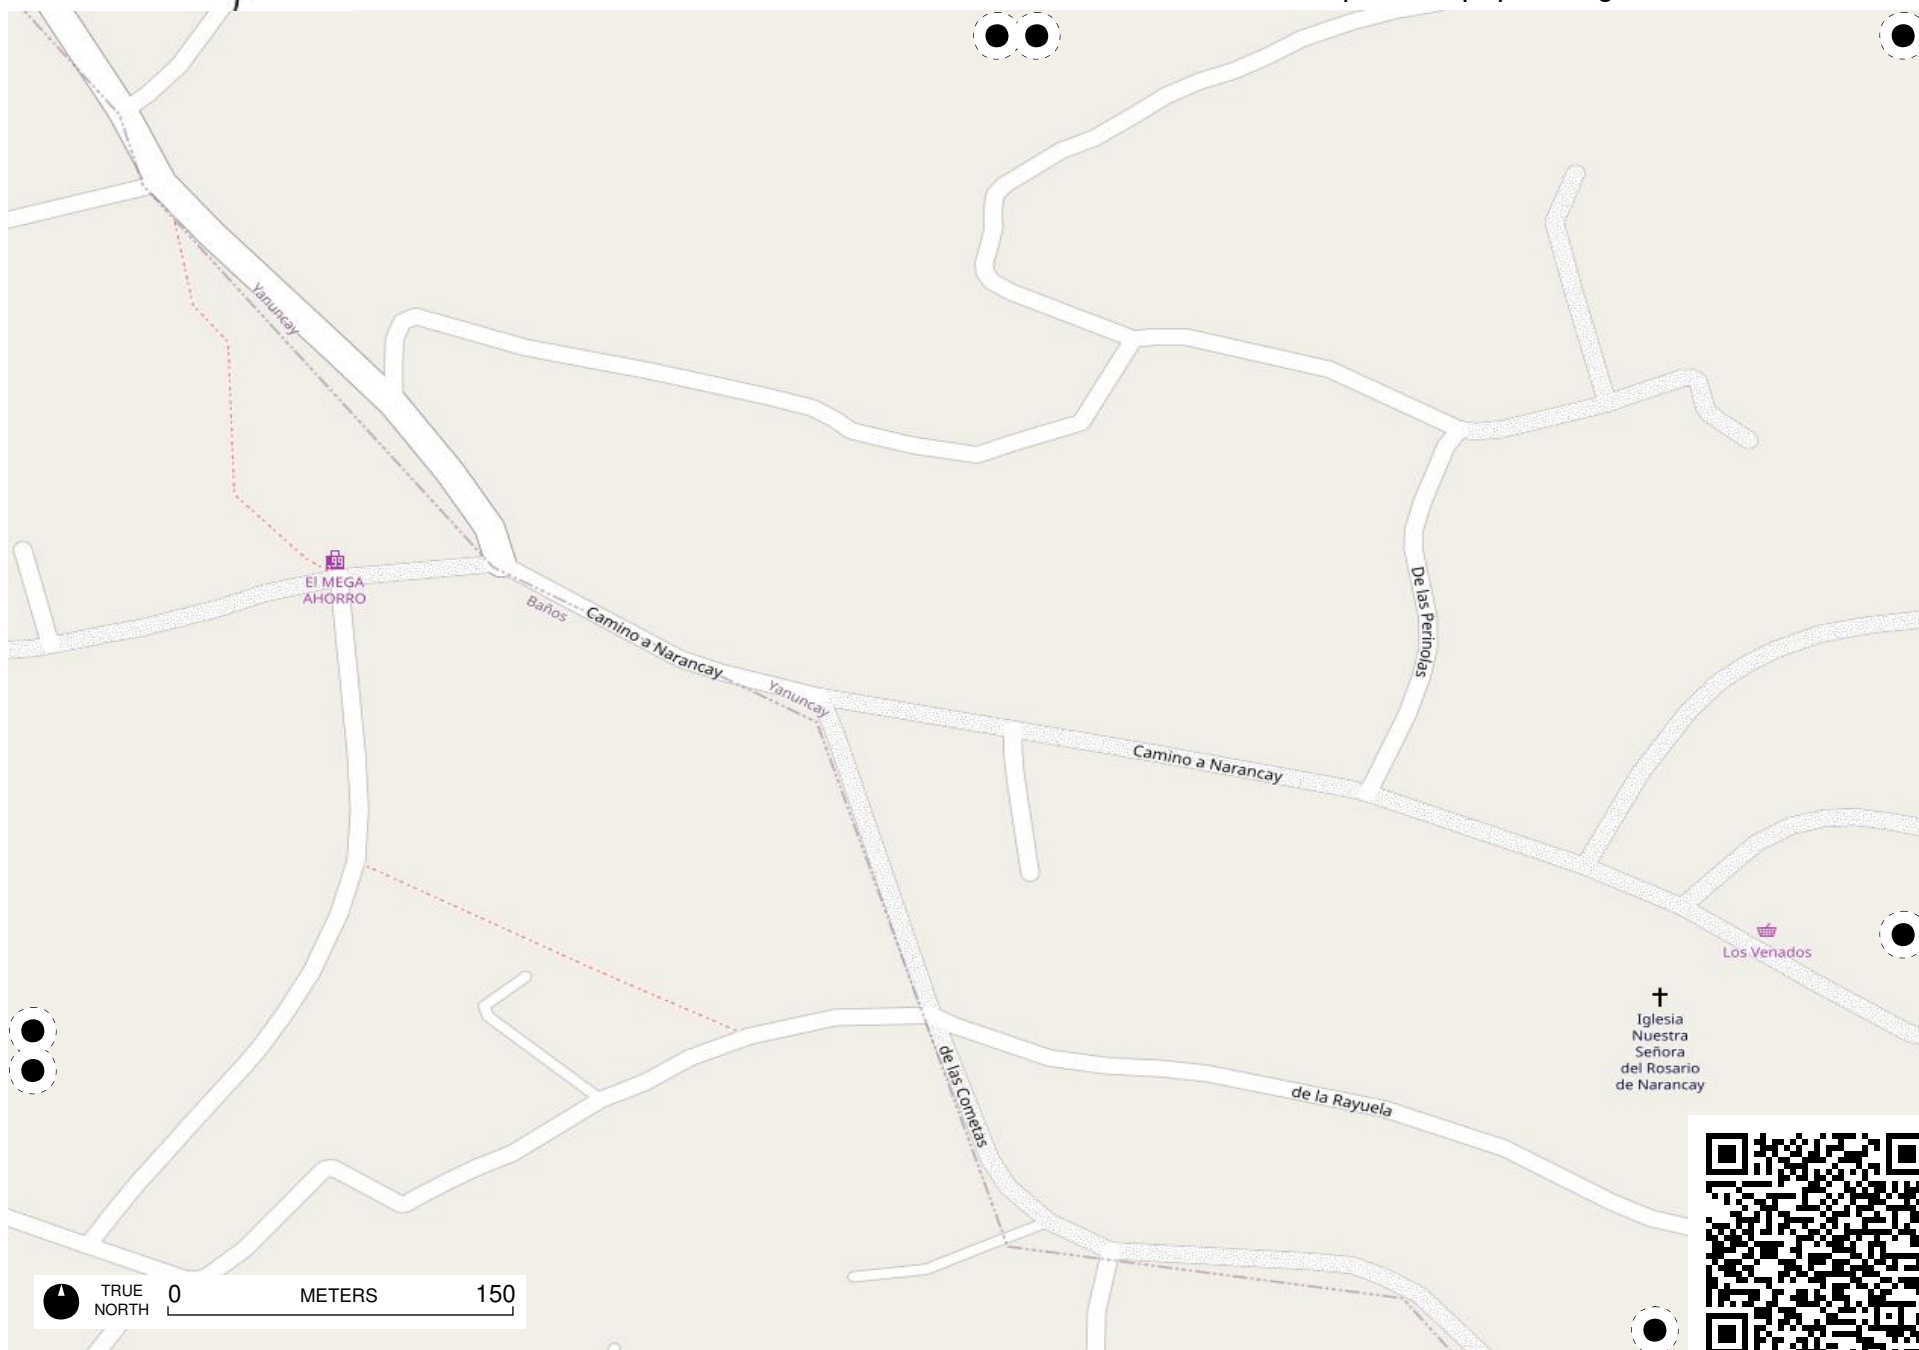 Yanuncay
El MEGA
AHORRO
Baños
Camino a Narancay
Yanuncay
De las Perinolas
Camino a Narancay
Los Venados
Iglesia
Nuestra
Señora
del Rosario
de Narancay
de las Cometas
de la Rayuela
TRUE
NORTH
0
METERS
150